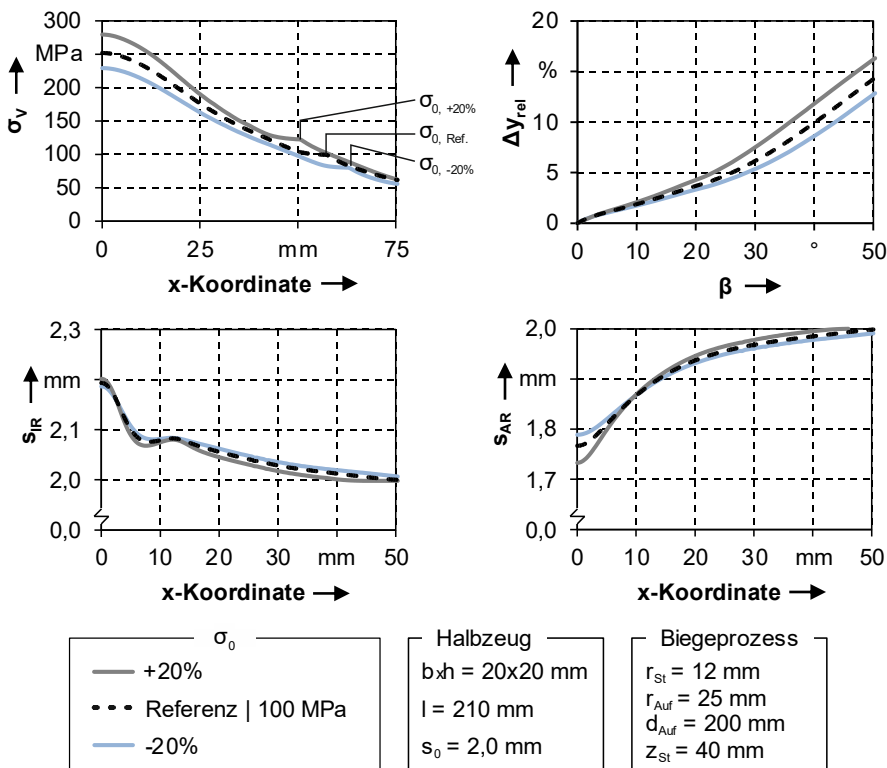 300
MPa
200
150
100
50
0
σV
0
25
mm
75
x-Koordinate
σ0, +20%
σ0, Ref.
σ0, -20%
20
%
10
5
0
Δyrel
0
10
20
30
°
50
β
2,3
mm
2,1
2,0
0,0
sIR
0
10
20
30
mm
50
x-Koordinate
2,0
mm
1,8
1,7
0,0
sAR
0
10
20
30
mm
50
x-Koordinate
σ0
+20%
Referenz | 100 MPa
-20%
Halbzeug
bxh = 20x20 mm
l = 210 mm
s0 = 2,0 mm
Biegeprozess
rSt = 12 mm
rAuf = 25 mm
dAuf = 200 mm
zSt = 40 mm